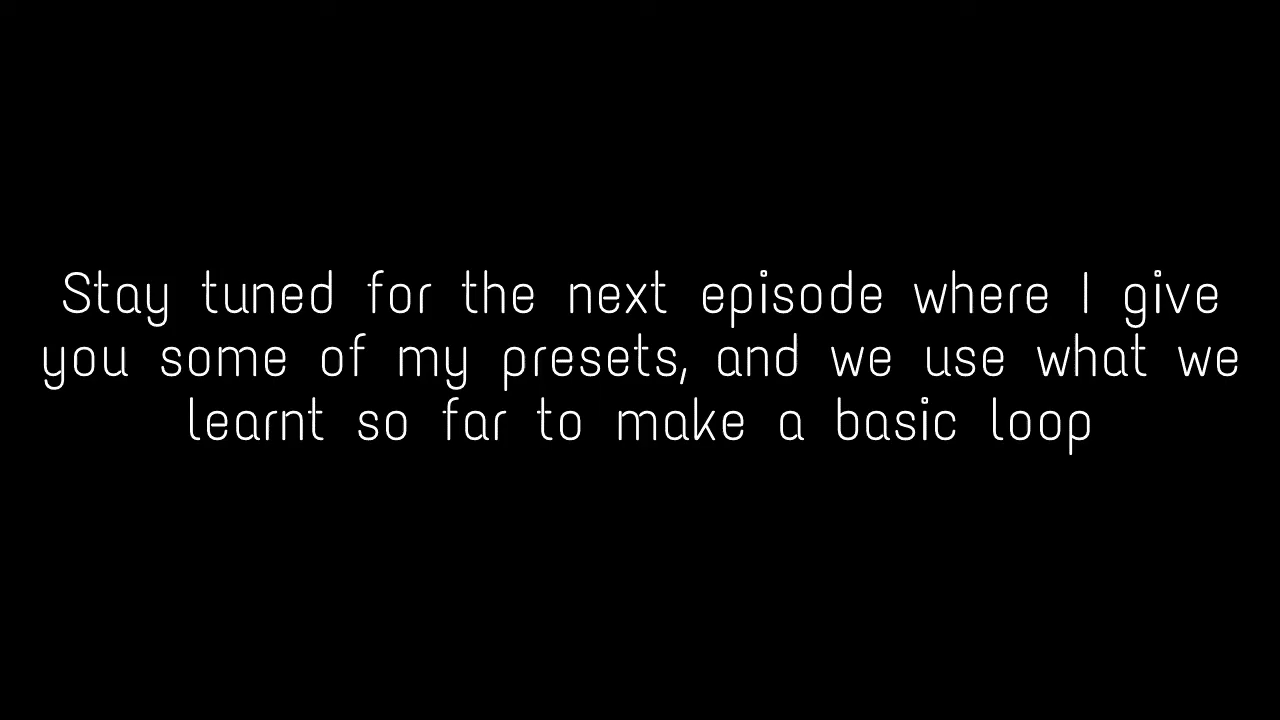 Stay tuned for the next episode where I give
you some of my presets, and we use what we
learnt so far to make a basic loop